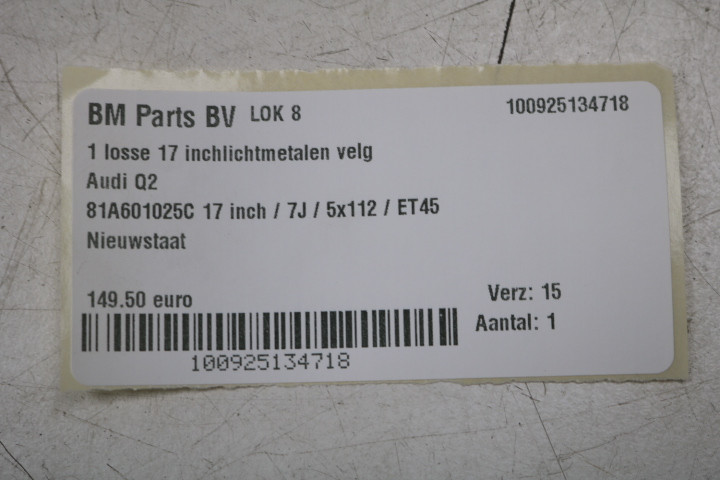 BM Parts BV LOK 8 100925134718
1 losse 17 inchlichtmetalen velg
Audi Q2
81A601025C 17 inch / 7J / 5x112 / ET45
Nieuwstaat
149.50 euro Verz: 15
Aantal: 1
100925134718